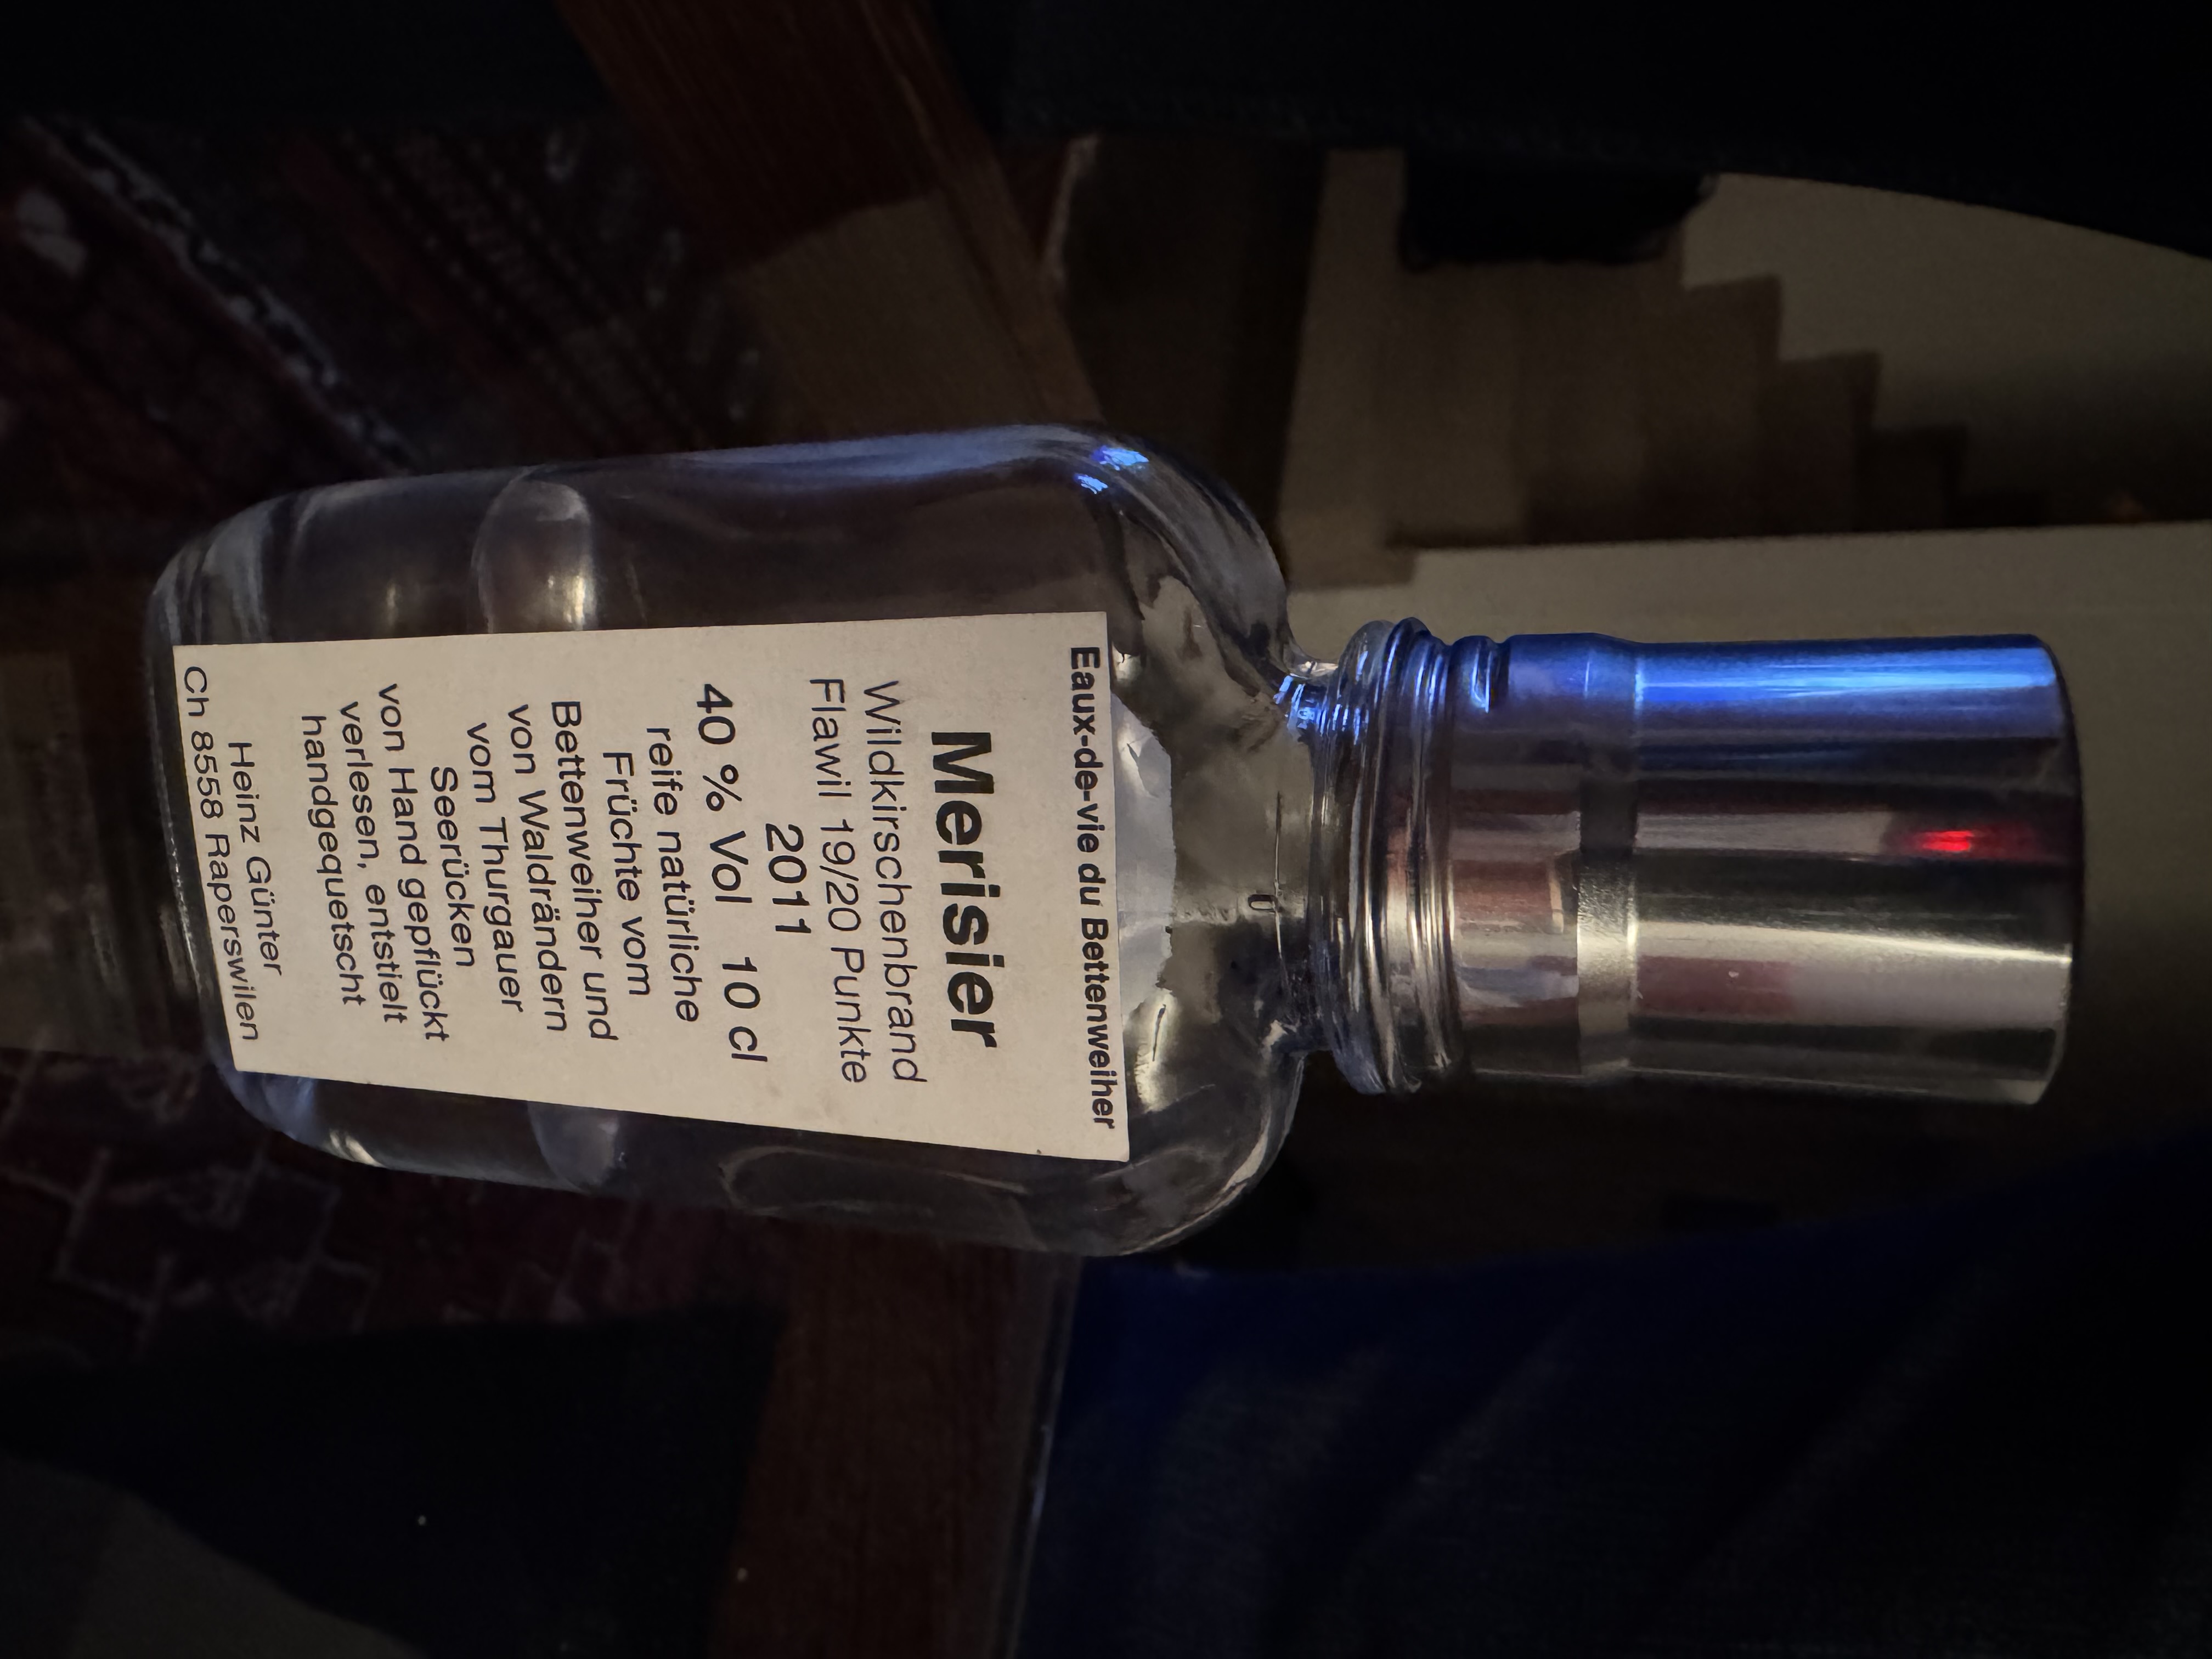 Eaux-de-vie du Bettenweiher
Merisier
Wildkirschenbrand
Flawil 19/20 Punkte
2011
40 % Vol 10 cl
reife natürliche
Früchte vom
Bettenweiher und
von Waldrändern
vom Thurgauer
Seerücken
von Hand gepflückt
verlesen, entstielt
handgequetscht
Heinz Günter
Ch 8558 Raperswilen